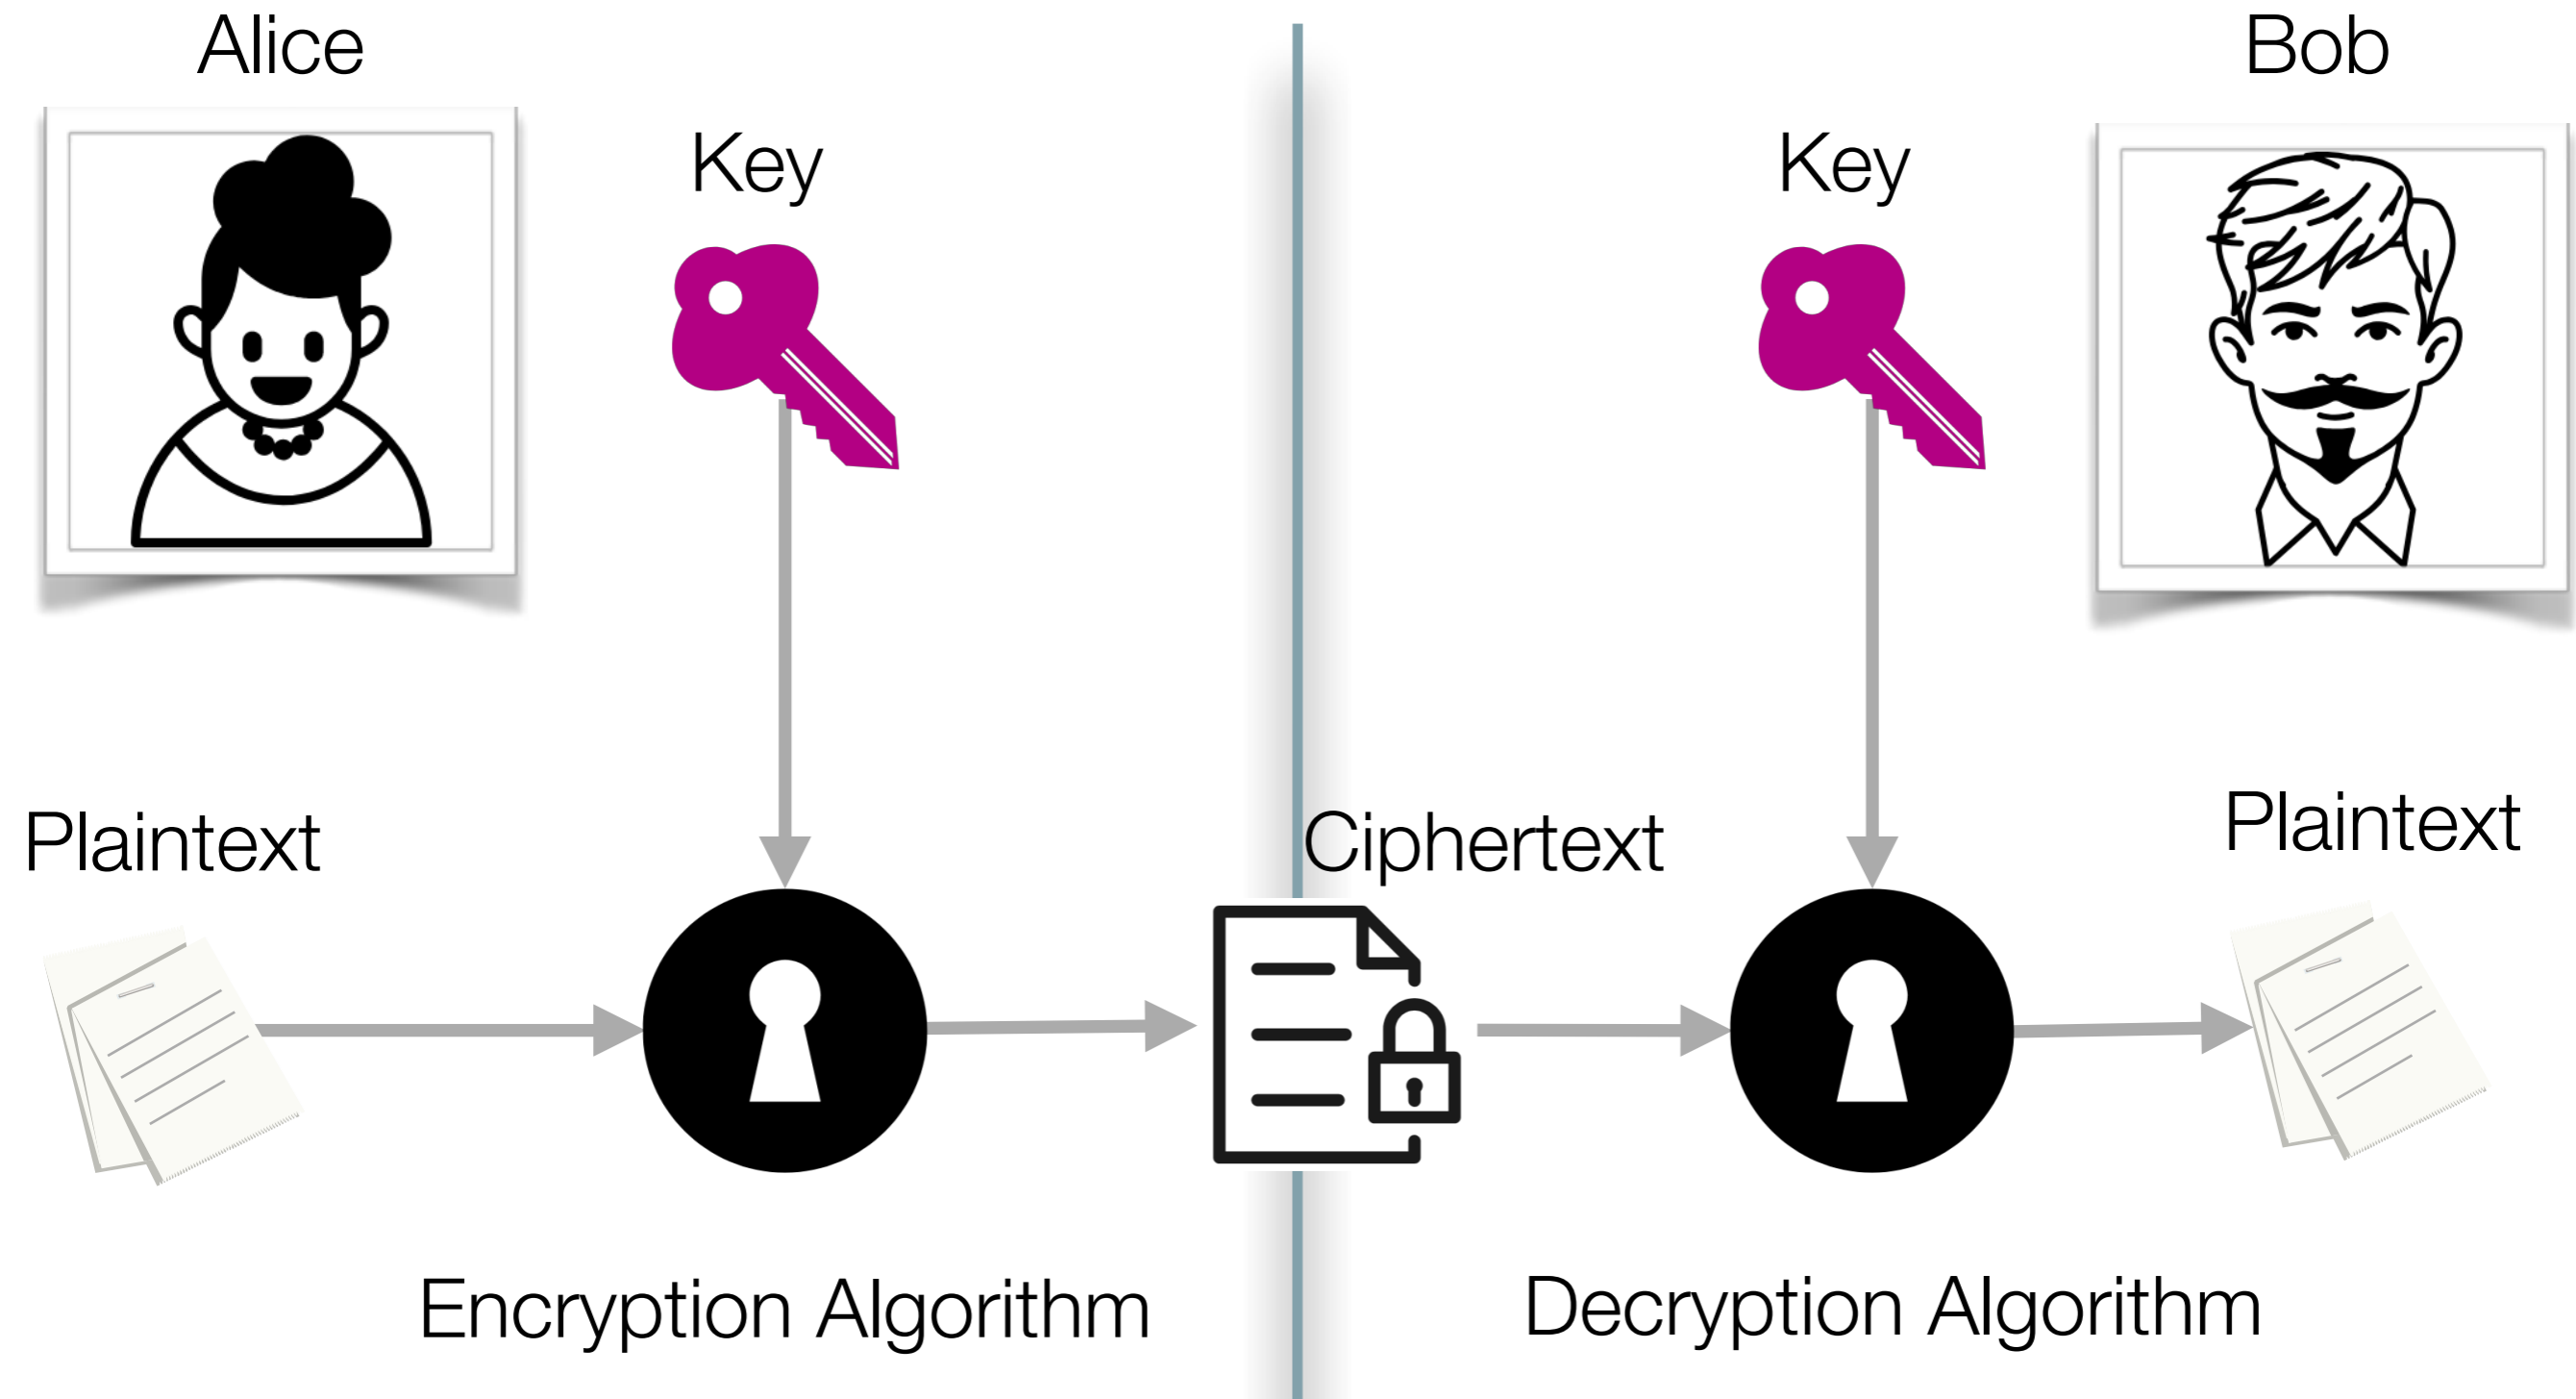 Alice
Bob
Key
Key
Plaintext
Ciphertext
Plaintext
Encryption Algorithm
Decryption Algorithm